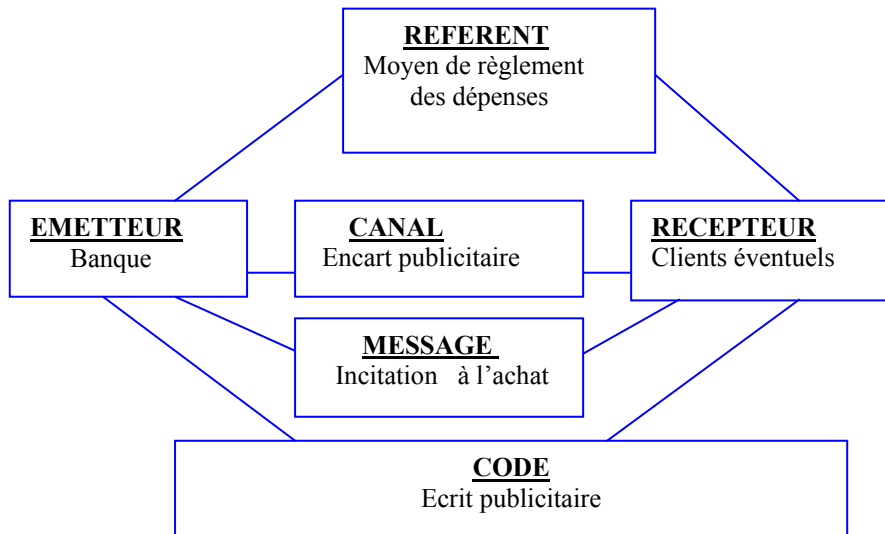 REFERENT
Moyen de règlement
des dépenses
EMETTEUR
Banque
CANAL
Encart publicitaire
RECEPTEUR
Clients éventuels
MESSAGE
Incitation à l’achat
CODE
Ecrit publicitaire